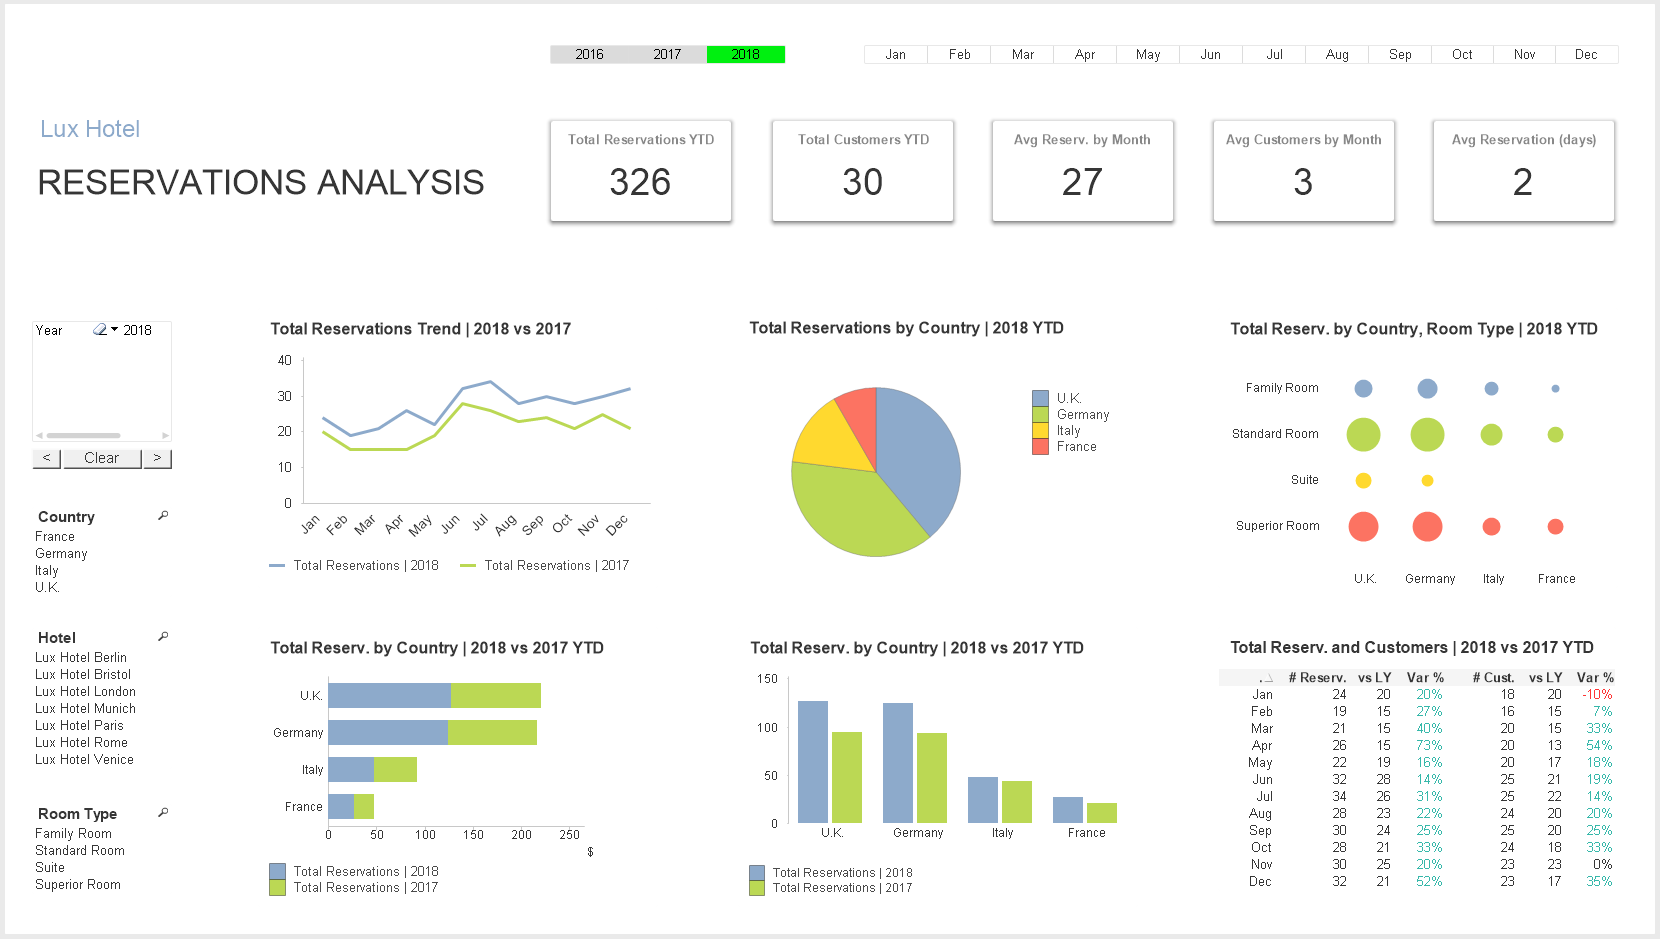 2016 2017 2018
Jan Feb Mar Apr May Jun Jul Aug Sep Oct Nov Dec
Lux Hotel
RESERVATIONS ANALYSIS
Total Reservations YTD
326
Total Customers YTD
30
Avg Reserv. by Month
27
Avg Customers by Month
3
Avg Reservation (days)
2
Year 2018
< Clear >
Country
France
Germany
Italy
U.K.
Hotel
Lux Hotel Berlin
Lux Hotel Bristol
Lux Hotel London
Lux Hotel Munich
Lux Hotel Paris
Lux Hotel Rome
Lux Hotel Venice
Room Type
Family Room
Standard Room
Suite
Superior Room
Total Reservations Trend | 2018 vs 2017
40
30
20
10
0
Jan Feb Mar Apr May Jun Jul Aug Sep Oct Nov Dec
Total Reservations | 2018 Total Reservations | 2017
Total Reservations by Country | 2018 YTD
U.K.
Germany
Italy
France
Total Reserv. by Country, Room Type | 2018 YTD
Family Room
Standard Room
Suite
Superior Room
U.K. Germany Italy France
Total Reserv. by Country | 2018 vs 2017 YTD
U.K.
Germany
Italy
France
0 50 100 150 200 250
$
Total Reservations | 2018
Total Reservations | 2017
Total Reserv. by Country | 2018 vs 2017 YTD
150
100
50
0
U.K. Germany Italy France
Total Reservations | 2018
Total Reservations | 2017
Total Reserv. and Customers | 2018 vs 2017 YTD
. # Reserv. vs LY Var % # Cust. vs LY Var %
Jan 24 20 20% 18 20 -10%
Feb 19 15 27% 16 15 7%
Mar 21 15 40% 20 15 33%
Apr 26 15 73% 20 13 54%
May 22 19 16% 20 17 18%
Jun 32 28 14% 25 21 19%
Jul 34 26 31% 25 22 14%
Aug 28 23 22% 24 20 20%
Sep 30 24 25% 25 20 25%
Oct 28 21 33% 24 18 33%
Nov 30 25 20% 23 23 0%
Dec 32 21 52% 23 17 35%